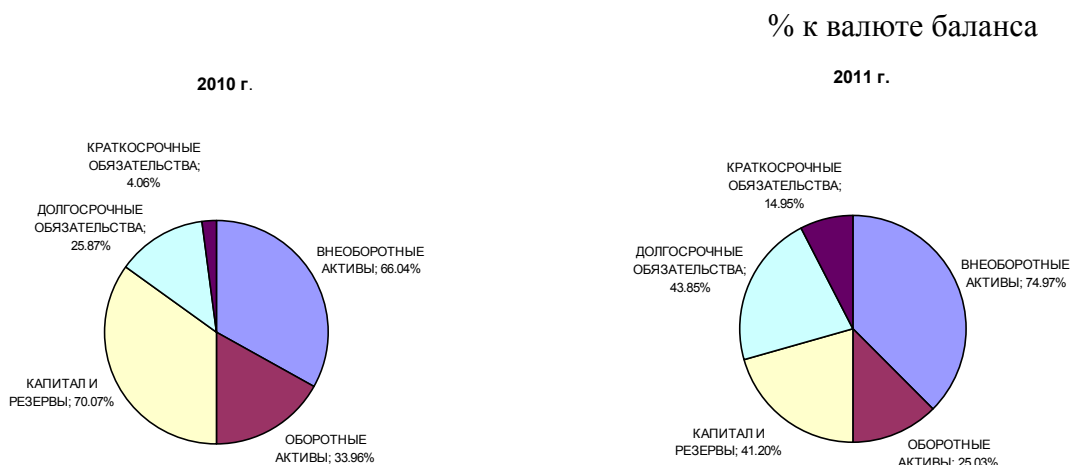 % к валюте баланса
2010 г.
КРАТКОСРОЧНЫЕ
ОБЯЗАТЕЛЬСТВА;
4.06%
ДОЛГОСРОЧНЫЕ
ОБЯЗАТЕЛЬСТВА;
25.87%
ВНЕОБОРОТНЫЕ
АКТИВЫ; 66.04%
КАПИТАЛ И
РЕЗЕРВЫ; 70.07%
ОБОРОТНЫЕ
АКТИВЫ; 33.96%
2011 г.
КРАТКОСРОЧНЫЕ
ОБЯЗАТЕЛЬСТВА;
14.95%
ДОЛГОСРОЧНЫЕ
ОБЯЗАТЕЛЬСТВА;
43.85%
ВНЕОБОРОТНЫЕ
АКТИВЫ; 74.97%
КАПИТАЛ И
РЕЗЕРВЫ; 41.20%
ОБОРОТНЫЕ
АКТИВЫ; 25.03%